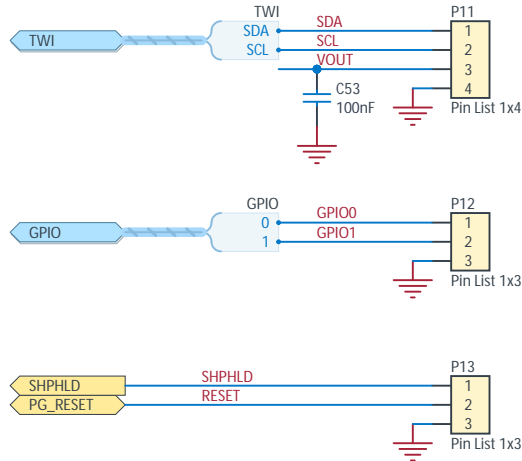 TWI P11
TWI SDA SDA 1
SCL SCL 2
VOUT 3
4
C53
100nF Pin List 1x4
GPIO P12
GPIO 0 GPIO0 1
1 GPIO1 2
3
Pin List 1x3
P13
SHPHLD SHPHLD 1
PG_RESET RESET 2
3
Pin List 1x3